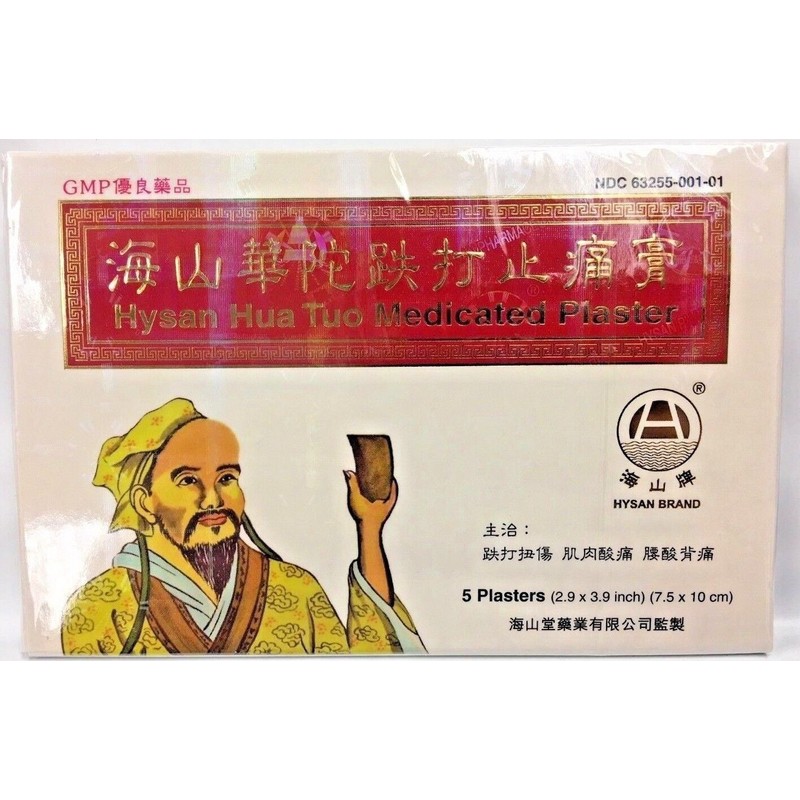 GMP優良藥品
NDC 63255-001-01
海山華陀跌打止痛膏
Hysan Hua Tuo Medicated Plaster
®
海山牌
HYSAN BRAND
主治：
跌打扭傷 肌肉酸痛 腰酸背痛
5 Plasters (2.9 x 3.9 inch) (7.5 x 10 cm)
海山堂藥業有限公司監製